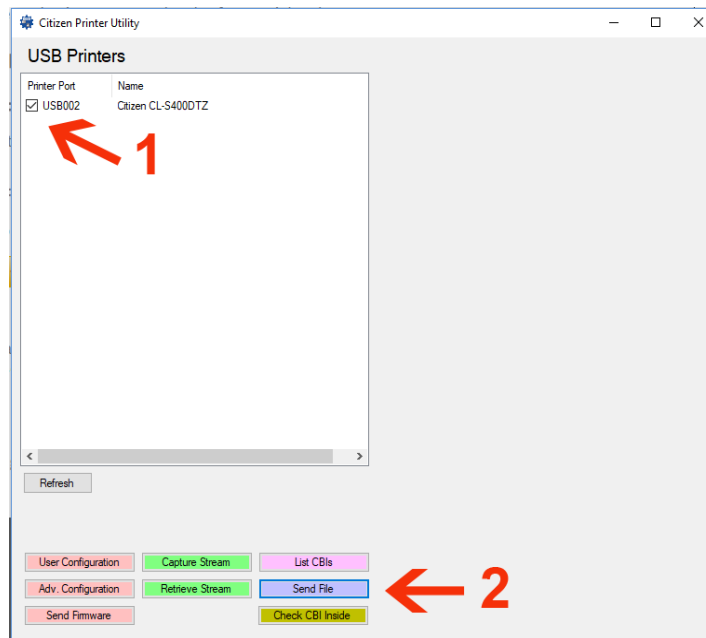 Citizen Printer Utility
USB Printers
Printer Port Name
USB002 Citizen CL-S400DTZ
1
Refresh
User Configuration Capture Stream List CBIs
Adv. Configuration Retrieve Stream Send File
2
Send Firmware Check CBI Inside